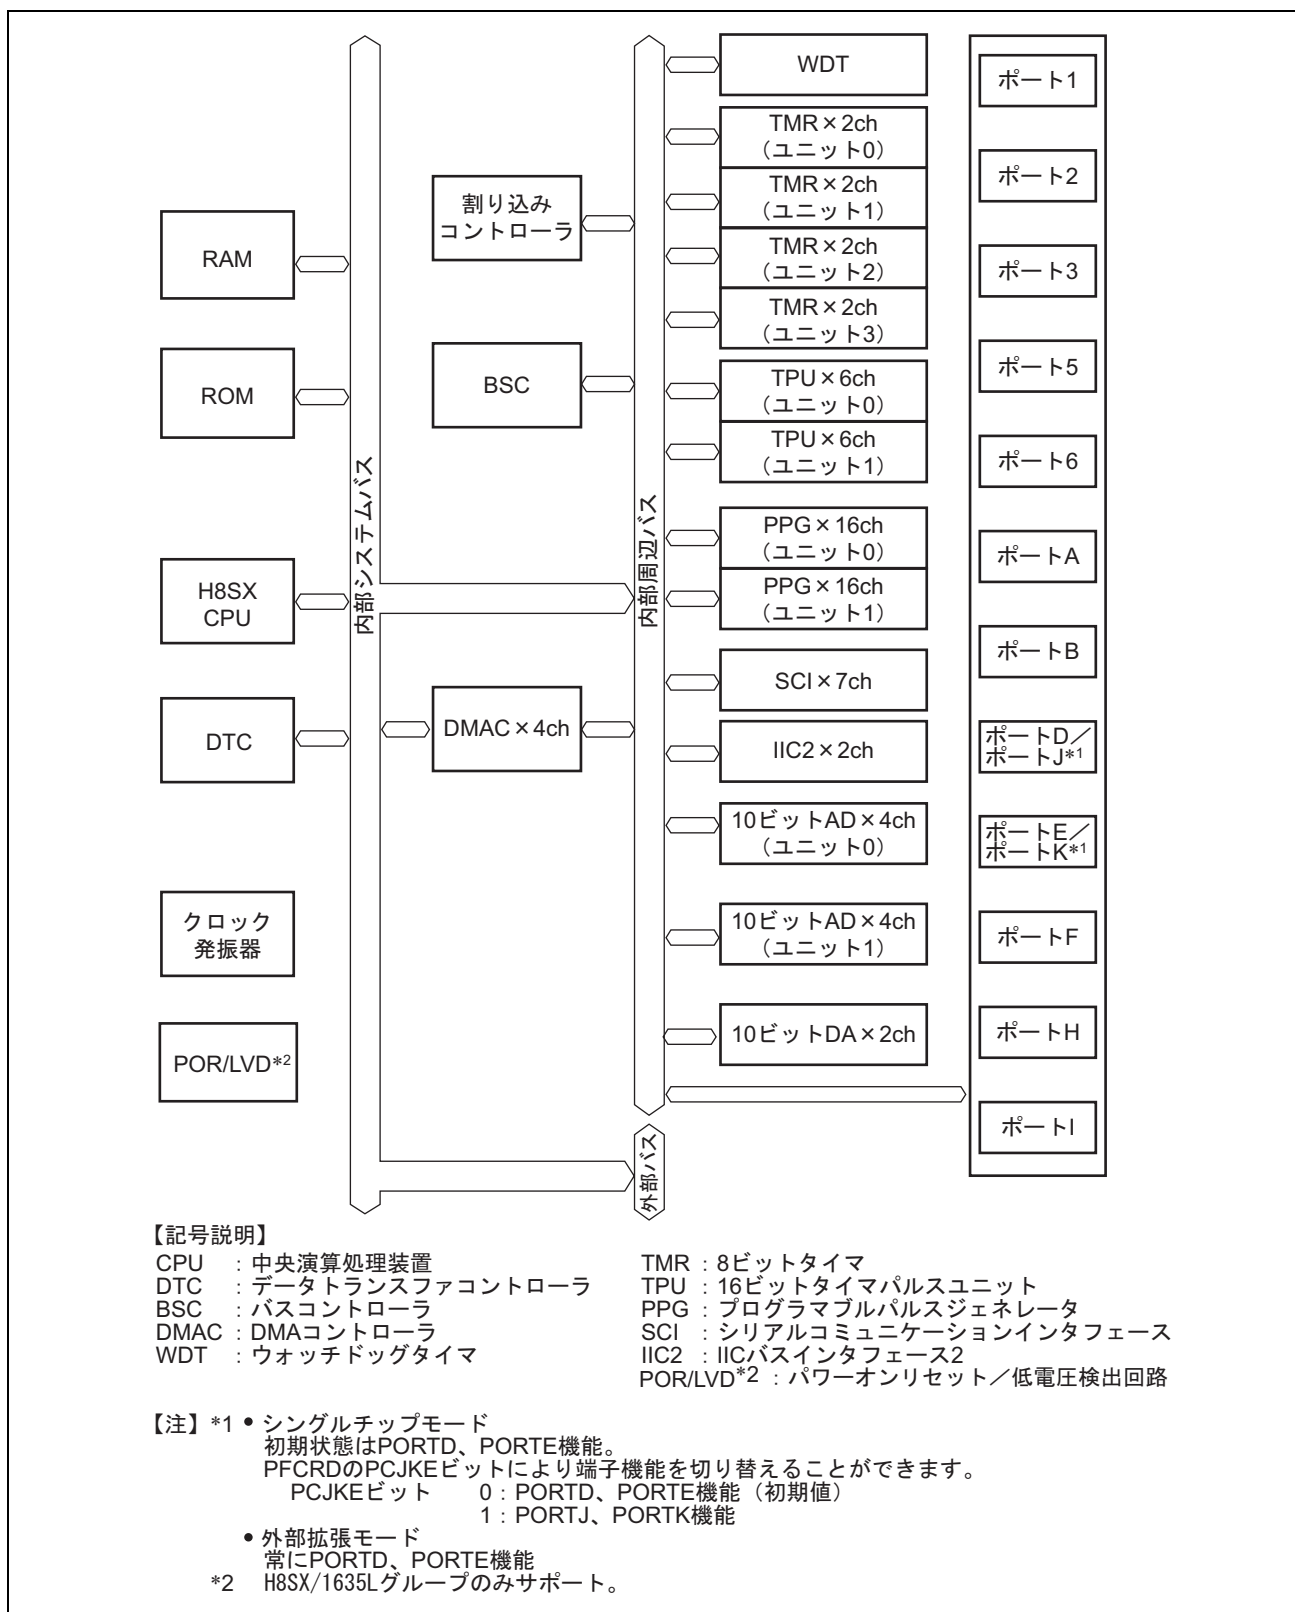 RAM
ROM
H8SX
CPU
DTC
クロック
発振器
POR/LVD*2
内部システムバス
割り込み
コントローラ
BSC
DMAC×4ch
内部周辺バス
外部バス
WDT
TMR×2ch
(ユニット0)
TMR×2ch
(ユニット1)
TMR×2ch
(ユニット2)
TMR×2ch
(ユニット3)
TPU×6ch
(ユニット0)
TPU×6ch
(ユニット1)
PPG×16ch
(ユニット0)
PPG×16ch
(ユニット1)
SCI×7ch
IIC2×2ch
10ビットAD×4ch
(ユニット0)
10ビットAD×4ch
(ユニット1)
10ビットDA×2ch
ポート1
ポート2
ポート3
ポート5
ポート6
ポートA
ポートB
ポートD/
ポートJ*1
ポートE/
ポートK*1
ポートF
ポートH
ポートI
【記号説明】
CPU : 中央演算処理装置
DTC : データトランスファコントローラ
BSC : バスコントローラ
DMAC : DMAコントローラ
WDT : ウォッチドッグタイマ
TMR : 8ビットタイマ
TPU : 16ビットタイマパルスユニット
PPG : プログラマブルパルスジェネレータ
SCI : シリアルコミュニケーションインタフェース
IIC2 : IICバスインタフェース2
POR/LVD*2 : パワーオンリセット/低電圧検出回路
【注】 *1 ● シングルチップモード
初期状態はPORTD、PORTE機能。
PFCRDのPCJKEビットにより端子機能を切り替えることができます。
PCJKEビット 0:PORTD、PORTE機能(初期値)
1:PORTJ、PORTK機能
● 外部拡張モード
常にPORTD、PORTE機能
*2 H8SX/1635Lグループのみサポート。